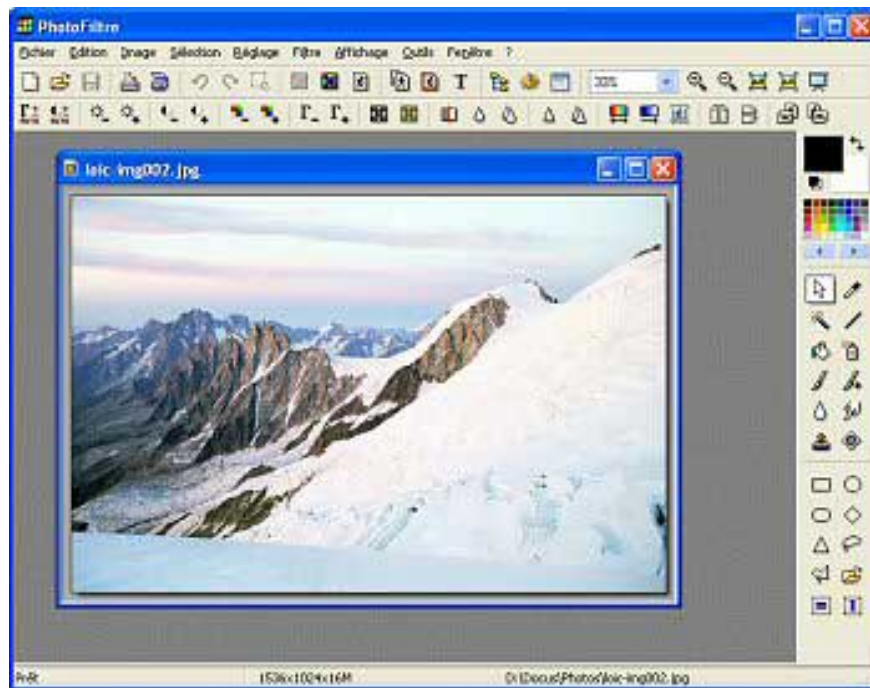 PhotoFiltre
Fichier Edition Image Sélection Réglage Filtre Affichage Outils Fenêtre ?
T 30%
loic-img002.jpg
Prêt 1536x1024x16M D:\Docus\Photos\loic-img002.jpg